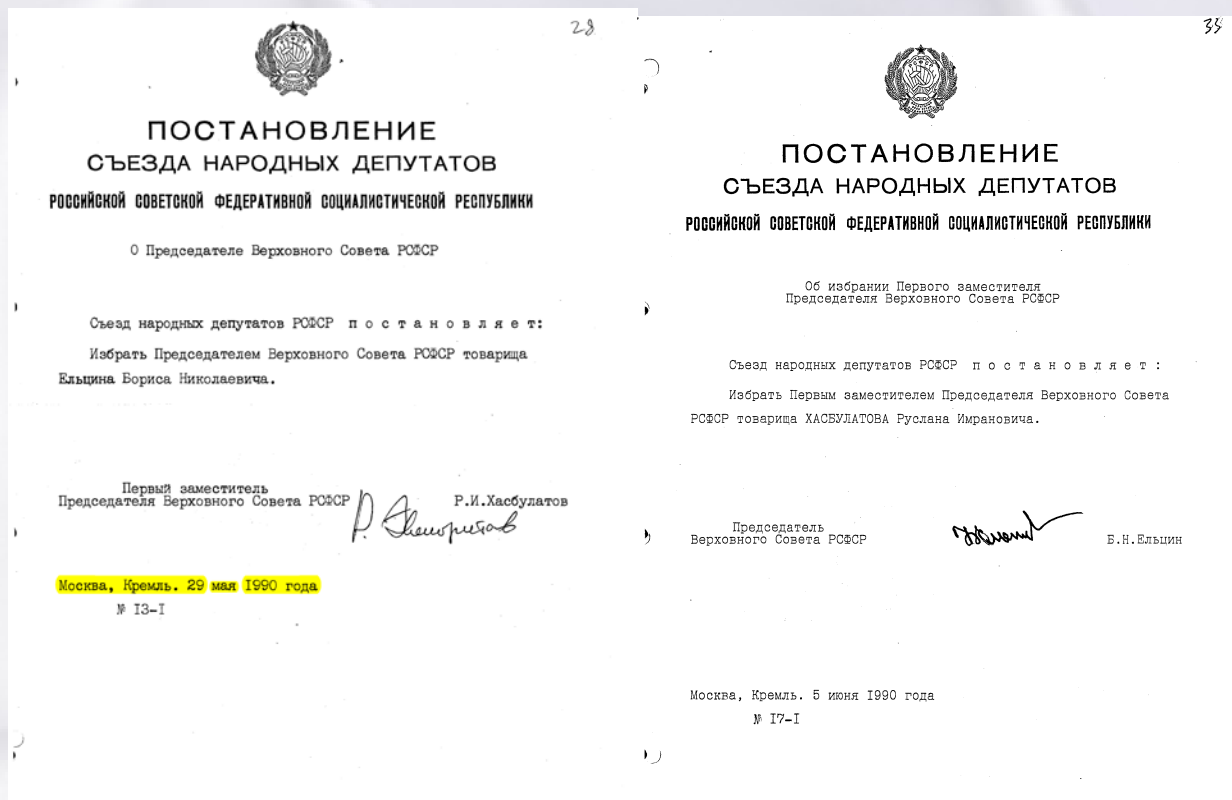 28
ПОСТАНОВЛЕНИЕ
СЪЕЗДА НАРОДНЫХ ДЕПУТАТОВ
РОССИЙСКОЙ СОВЕТСКОЙ ФЕДЕРАТИВНОЙ СОЦИАЛИСТИЧЕСКОЙ РЕСПУБЛИКИ
О Председателе Верховного Совета РСФСР
Съезд народных депутатов РСФСР п о с т а н о в л я е т:
Избрать Председателем Верховного Совета РСФСР товарища
Ельцина Бориса Николаевича.
Первый заместитель
Председателя Верховного Совета РСФСР Р.И.Хасбулатов
Москва, Кремль. 29 мая 1990 года
№ 13-I
35
ПОСТАНОВЛЕНИЕ
СЪЕЗДА НАРОДНЫХ ДЕПУТАТОВ
РОССИЙСКОЙ СОВЕТСКОЙ ФЕДЕРАТИВНОЙ СОЦИАЛИСТИЧЕСКОЙ РЕСПУБЛИКИ
Об избрании Первого заместителя
Председателя Верховного Совета РСФСР
Съезд народных депутатов РСФСР п о с т а н о в л я е т :
Избрать Первым заместителем Председателя Верховного Совета
РСФСР товарища ХАСБУЛАТОВА Руслана Имрановича.
Председатель
Верховного Совета РСФСР Б.Н.Ельцин
Москва, Кремль. 5 июня 1990 года
№ 17-I